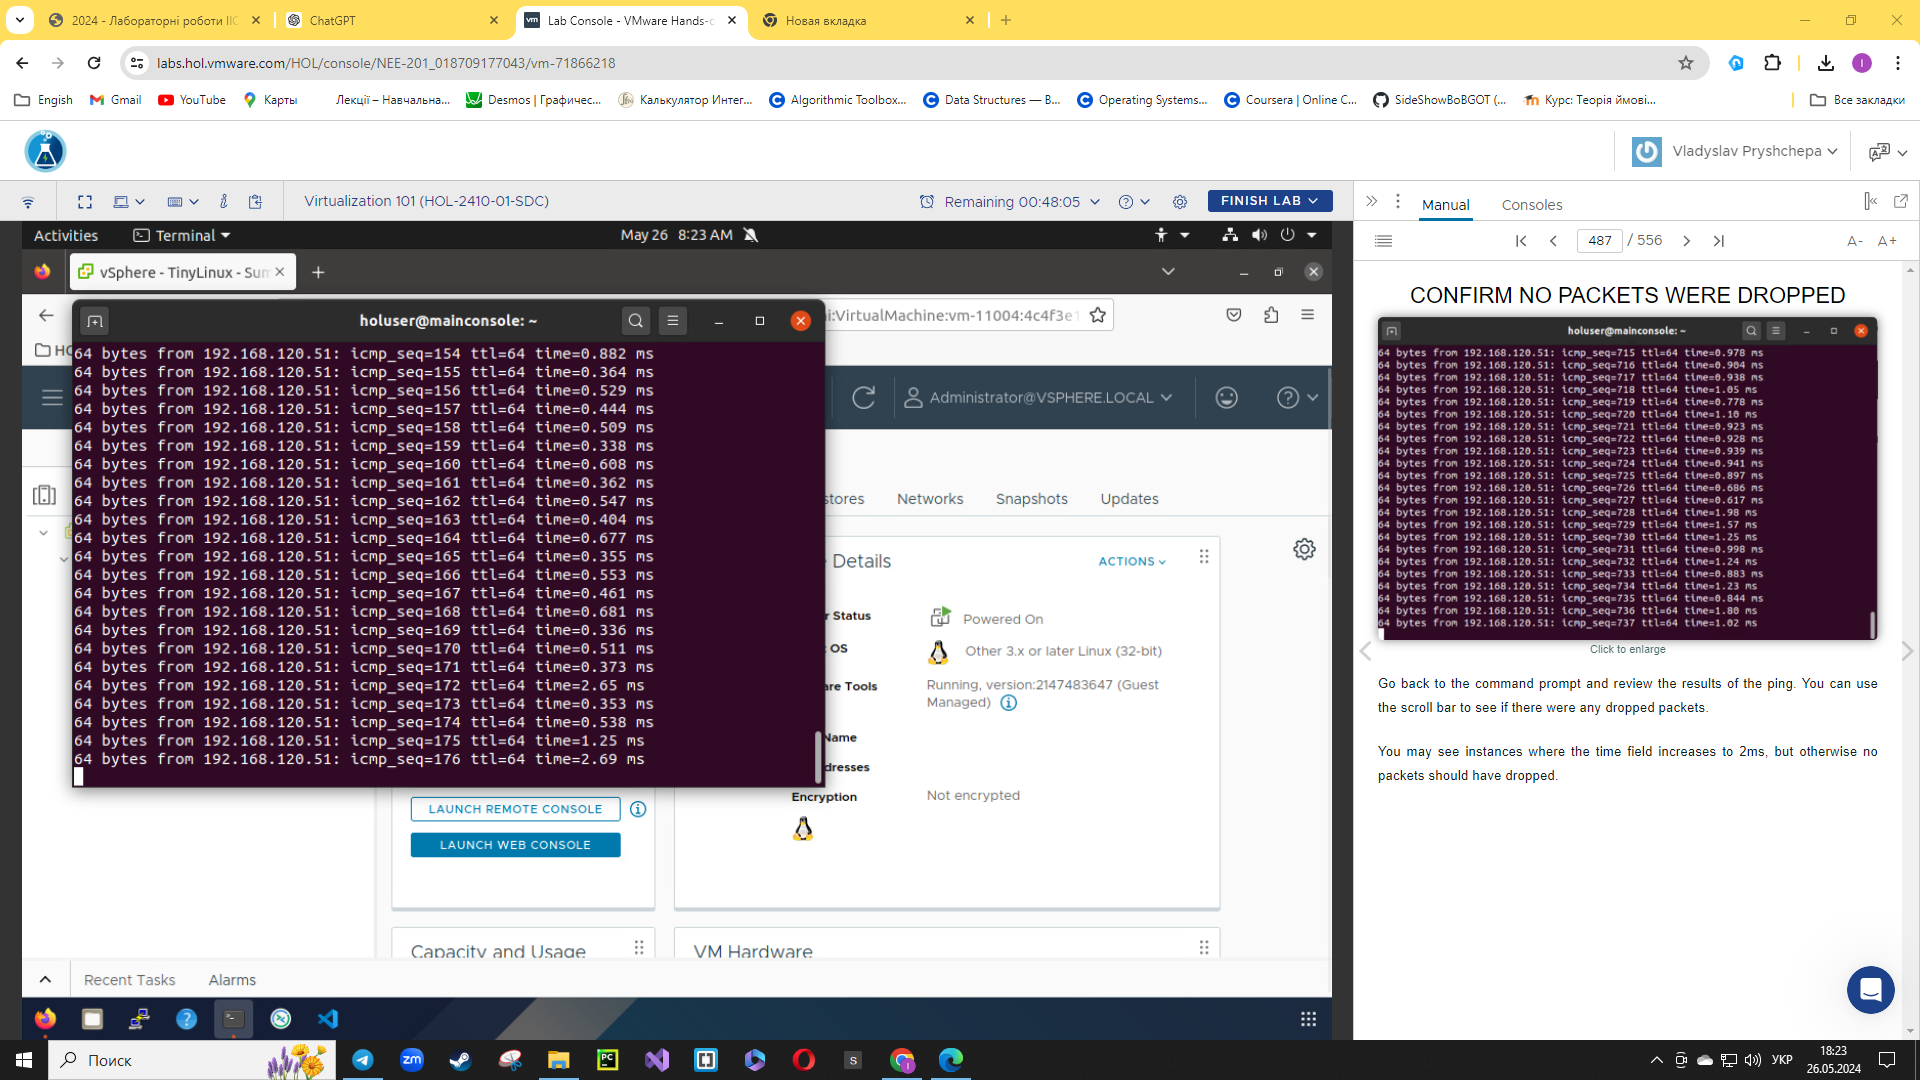 2024 - Лабораторні роботи ІІС
ChatGPT
Lab Console - VMware Hands-o
Новая вкладка
labs.hol.vmware.com/HOL/console/NEE-201_018709177043/vm-71866218
Engish
Gmail
YouTube
Карты
Лекції – Навчальна...
Desmos | Графичес...
Калькулятор Интег...
Algorithmic Toolbox...
Data Structures — В...
Operating Systems...
Coursera | Online C...
SideShowBoBGOT (...
Курс: Теорія ймові...
Все закладки
Vladyslav Pryshchepa
Virtualization 101 (HOL-2410-01-SDC)
Remaining 00:48:05
FINISH LAB
Manual
Consoles
487 / 556
A-
A+
Activities
Terminal
May 26 8:23 AM
vSphere - TinyLinux - Sum
i:VirtualMachine:vm-11004:4c4f3e1
HO
Administrator@VSPHERE.LOCAL
holuser@mainconsole: ~
64 bytes from 192.168.120.51: icmp_seq=154 ttl=64 time=0.882 ms
64 bytes from 192.168.120.51: icmp_seq=155 ttl=64 time=0.364 ms
64 bytes from 192.168.120.51: icmp_seq=156 ttl=64 time=0.529 ms
64 bytes from 192.168.120.51: icmp_seq=157 ttl=64 time=0.444 ms
64 bytes from 192.168.120.51: icmp_seq=158 ttl=64 time=0.509 ms
64 bytes from 192.168.120.51: icmp_seq=159 ttl=64 time=0.338 ms
64 bytes from 192.168.120.51: icmp_seq=160 ttl=64 time=0.608 ms
64 bytes from 192.168.120.51: icmp_seq=161 ttl=64 time=0.362 ms
64 bytes from 192.168.120.51: icmp_seq=162 ttl=64 time=0.547 ms
64 bytes from 192.168.120.51: icmp_seq=163 ttl=64 time=0.404 ms
64 bytes from 192.168.120.51: icmp_seq=164 ttl=64 time=0.677 ms
64 bytes from 192.168.120.51: icmp_seq=165 ttl=64 time=0.355 ms
64 bytes from 192.168.120.51: icmp_seq=166 ttl=64 time=0.553 ms
64 bytes from 192.168.120.51: icmp_seq=167 ttl=64 time=0.461 ms
64 bytes from 192.168.120.51: icmp_seq=168 ttl=64 time=0.681 ms
64 bytes from 192.168.120.51: icmp_seq=169 ttl=64 time=0.336 ms
64 bytes from 192.168.120.51: icmp_seq=170 ttl=64 time=0.511 ms
64 bytes from 192.168.120.51: icmp_seq=171 ttl=64 time=0.373 ms
64 bytes from 192.168.120.51: icmp_seq=172 ttl=64 time=2.65 ms
64 bytes from 192.168.120.51: icmp_seq=173 ttl=64 time=0.353 ms
64 bytes from 192.168.120.51: icmp_seq=174 ttl=64 time=0.538 ms
64 bytes from 192.168.120.51: icmp_seq=175 ttl=64 time=1.25 ms
64 bytes from 192.168.120.51: icmp_seq=176 ttl=64 time=2.69 ms
stores
Networks
Snapshots
Updates
Details
ACTIONS
r Status
Powered On
OS
Other 3.x or later Linux (32-bit)
are Tools
Running, version:2147483647 (Guest
Managed)
Name
dresses
Encryption
Not encrypted
LAUNCH REMOTE CONSOLE
LAUNCH WEB CONSOLE
Capacity and Usage
VM Hardware
Recent Tasks
Alarms
CONFIRM NO PACKETS WERE DROPPED
holuser@mainconsole: ~
64 bytes from 192.168.120.51: icmp_seq=715 ttl=64 time=0.978 ms
64 bytes from 192.168.120.51: icmp_seq=716 ttl=64 time=0.904 ms
64 bytes from 192.168.120.51: icmp_seq=717 ttl=64 time=0.938 ms
64 bytes from 192.168.120.51: icmp_seq=718 ttl=64 time=1.05 ms
64 bytes from 192.168.120.51: icmp_seq=719 ttl=64 time=0.778 ms
64 bytes from 192.168.120.51: icmp_seq=720 ttl=64 time=1.10 ms
64 bytes from 192.168.120.51: icmp_seq=721 ttl=64 time=0.923 ms
64 bytes from 192.168.120.51: icmp_seq=722 ttl=64 time=0.928 ms
64 bytes from 192.168.120.51: icmp_seq=723 ttl=64 time=0.939 ms
64 bytes from 192.168.120.51: icmp_seq=724 ttl=64 time=0.941 ms
64 bytes from 192.168.120.51: icmp_seq=725 ttl=64 time=0.897 ms
64 bytes from 192.168.120.51: icmp_seq=726 ttl=64 time=0.686 ms
64 bytes from 192.168.120.51: icmp_seq=727 ttl=64 time=0.617 ms
64 bytes from 192.168.120.51: icmp_seq=728 ttl=64 time=1.98 ms
64 bytes from 192.168.120.51: icmp_seq=729 ttl=64 time=1.57 ms
64 bytes from 192.168.120.51: icmp_seq=730 ttl=64 time=1.25 ms
64 bytes from 192.168.120.51: icmp_seq=731 ttl=64 time=0.998 ms
64 bytes from 192.168.120.51: icmp_seq=732 ttl=64 time=1.24 ms
64 bytes from 192.168.120.51: icmp_seq=733 ttl=64 time=0.883 ms
64 bytes from 192.168.120.51: icmp_seq=734 ttl=64 time=1.23 ms
64 bytes from 192.168.120.51: icmp_seq=735 ttl=64 time=0.844 ms
64 bytes from 192.168.120.51: icmp_seq=736 ttl=64 time=1.80 ms
64 bytes from 192.168.120.51: icmp_seq=737 ttl=64 time=1.02 ms
Click to enlarge
Go back to the command prompt and review the results of the ping. You can use
the scroll bar to see if there were any dropped packets.
You may see instances where the time field increases to 2ms, but otherwise no
packets should have dropped.
Поиск
УКР
18:23
26.05.2024